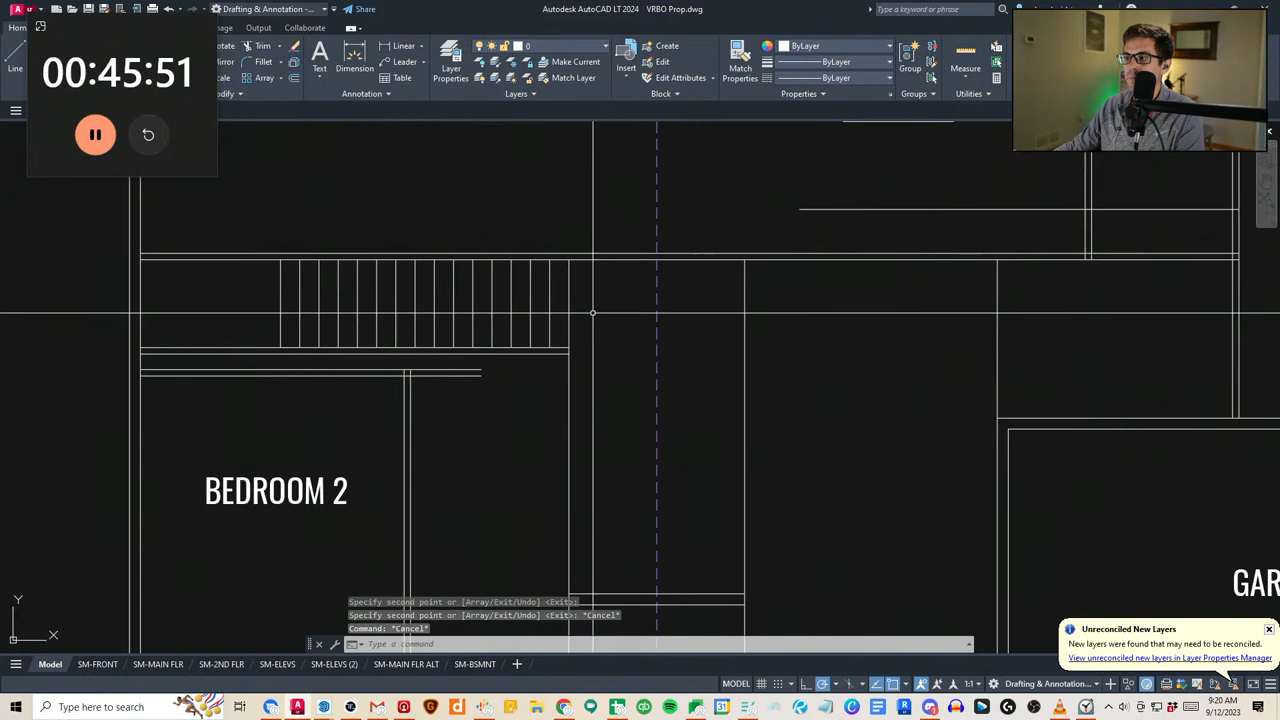 Drafting & Annotation -
Share
Autodesk AutoCAD LT 2024
VRBO Prop.dwg
Type a keyword or phrase
Output
Collaborate
00:45:51
Line
Trim
Fillet
Array
Text
Dimension
Linear
Leader
Table
Annotation
Layer Properties
0
Make Current
Match Layer
Layers
Insert
Create
Edit
Edit Attributes
Block
Match Properties
ByLayer
ByLayer
ByLayer
Properties
Group
Groups
Measure
Utilities
BEDROOM 2
GAR
Y
X
Specify second point or [Array/Exit/Undo] <Exit>:
Specify second point or [Array/Exit/Undo] <Exit>: *Cancel*
Command: *Cancel*
Type a command
Unreconciled New Layers
New layers were found that may need to be reconciled.
View unreconciled new layers in Layer Properties Manager
Model
SM-FRONT
SM-MAIN FLR
SM-2ND FLR
SM-ELEVS
SM-ELEVS (2)
SM-MAIN FLR ALT
SM-BSMNT
MODEL
1:1
Drafting & Annotation
Type here to search
9:20 AM
9/12/2023